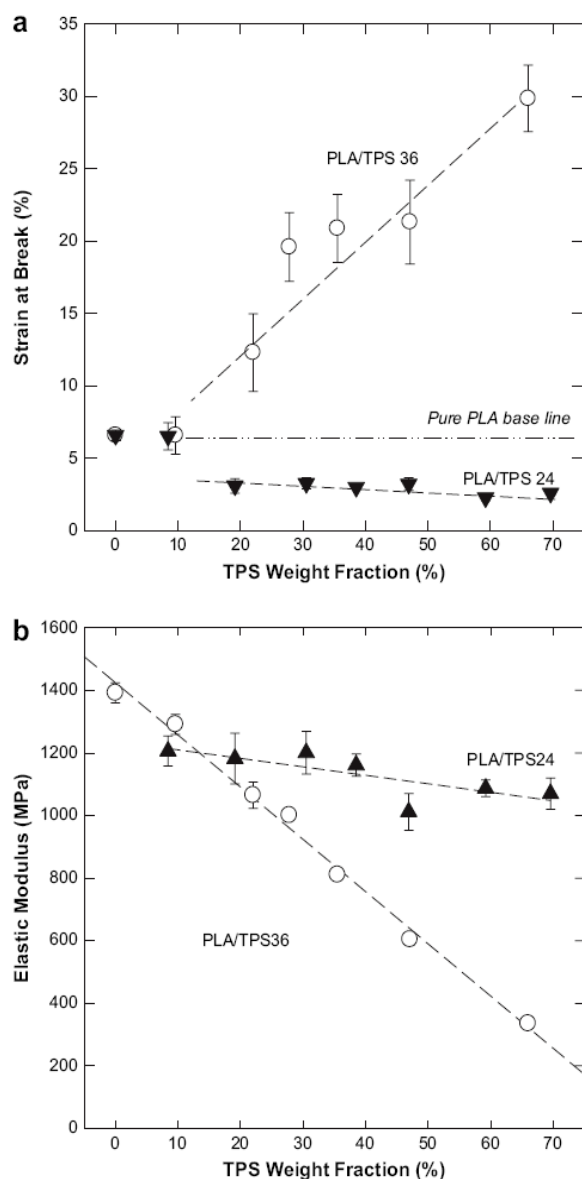 a
35
30
25
20
15
10
5
0
Strain at Break (%)
PLA/TPS 36
Pure PLA base line
PLA/TPS 24
0 10 20 30 40 50 60 70
TPS Weight Fraction (%)
b
1600
1400
1200
1000
800
600
400
200
0
Elastic Modulus (MPa)
PLA/TPS24
PLA/TPS36
0 10 20 30 40 50 60 70
TPS Weight Fraction (%)